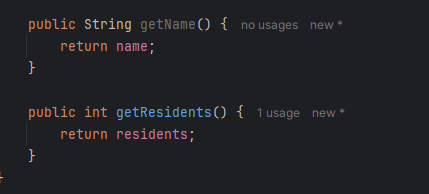 public String getName() { no usages new *
return name;
}
public int getResidents() { 1 usage new *
return residents;
}
}